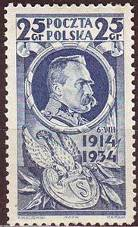 25 GR POCZTA POLSKA 25 GR
6·VIII
1914
1934